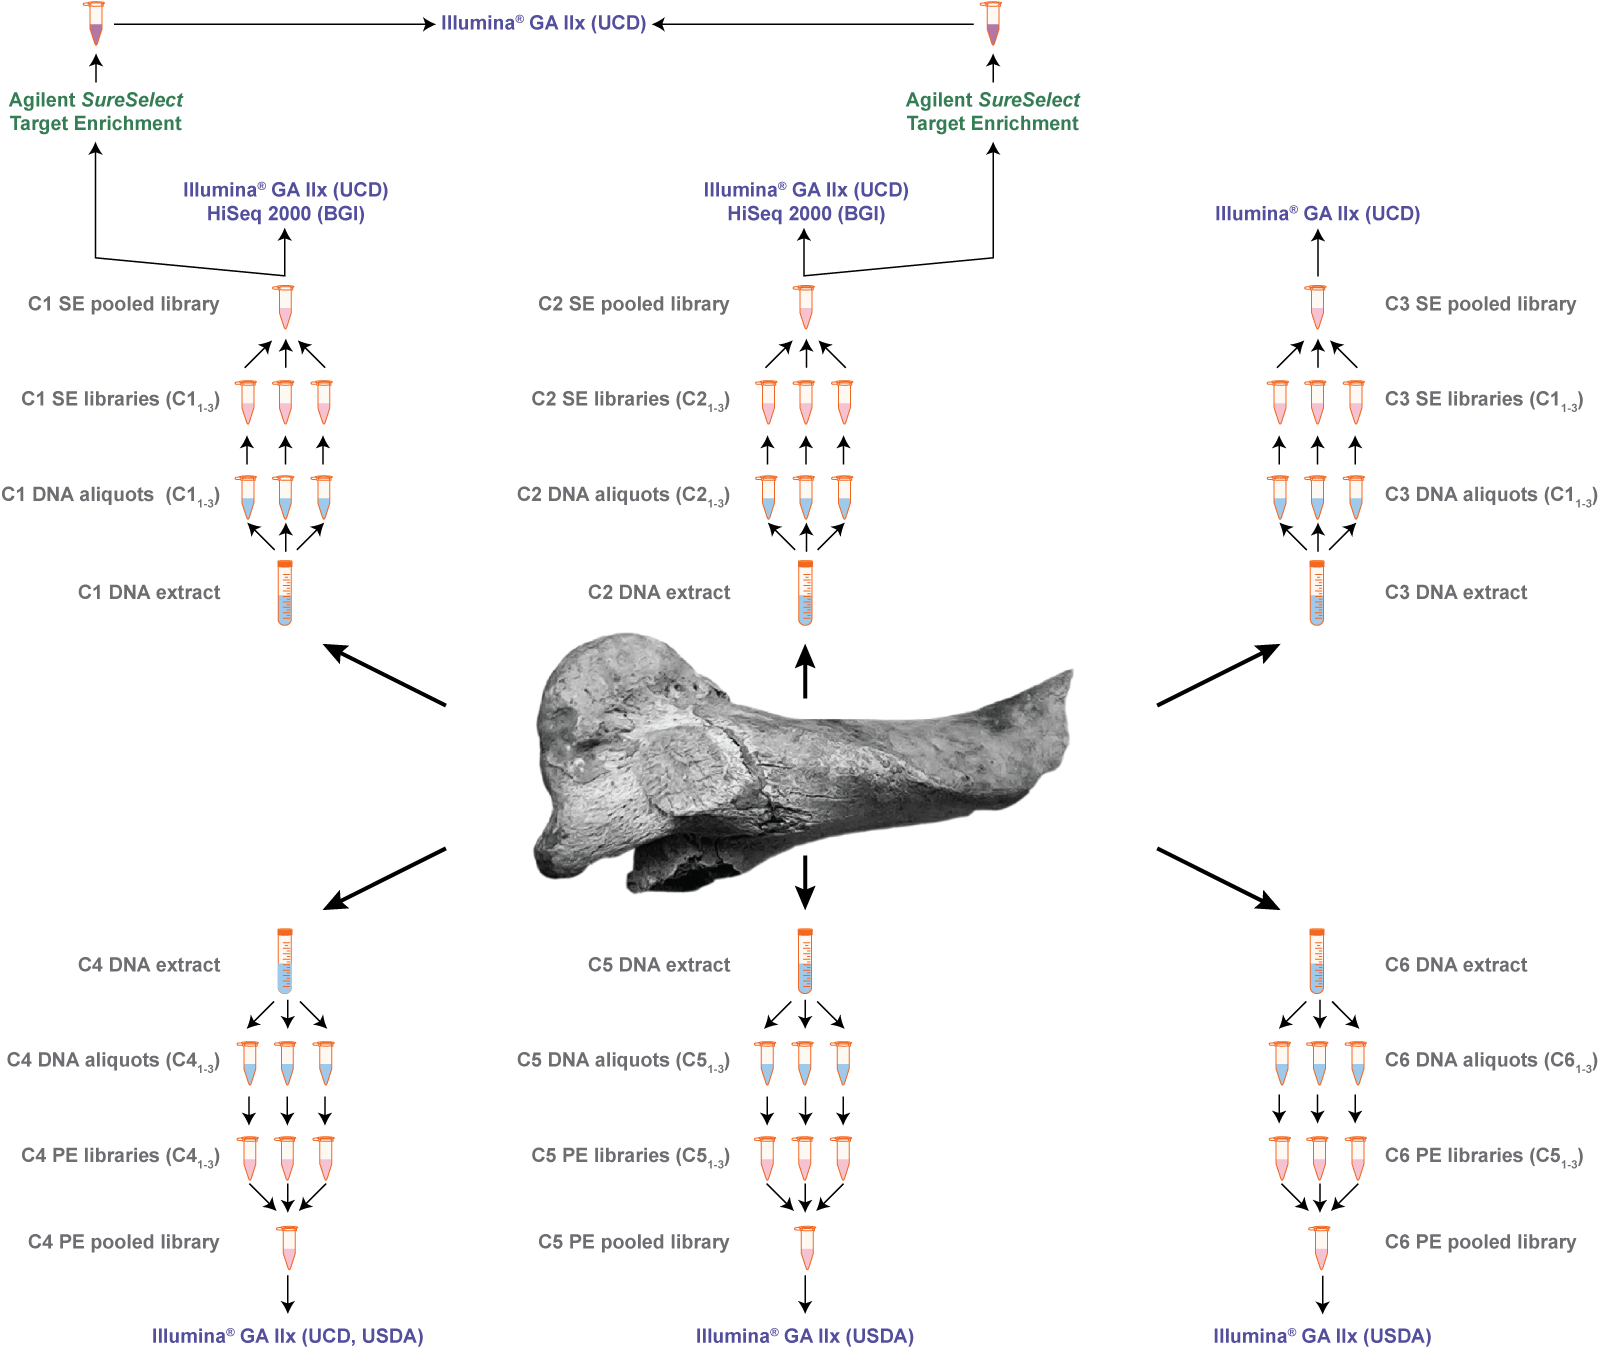 Illumina® GA IIx (UCD)
Agilent SureSelect
Target Enrichment
Agilent SureSelect
Target Enrichment
Illumina® GA IIx (UCD)
HiSeq 2000 (BGI)
Illumina® GA IIx (UCD)
HiSeq 2000 (BGI)
Illumina® GA IIx (UCD)
C1 SE pooled library
C2 SE pooled library
C3 SE pooled library
C1 SE libraries (C1₁₋₃)
C2 SE libraries (C2₁₋₃)
C3 SE libraries (C1₁₋₃)
C1 DNA aliquots (C1₁₋₃)
C2 DNA aliquots (C2₁₋₃)
C3 DNA aliquots (C1₁₋₃)
C1 DNA extract
C2 DNA extract
C3 DNA extract
C4 DNA extract
C5 DNA extract
C6 DNA extract
C4 DNA aliquots (C4₁₋₃)
C5 DNA aliquots (C5₁₋₃)
C6 DNA aliquots (C6₁₋₃)
C4 PE libraries (C4₁₋₃)
C5 PE libraries (C5₁₋₃)
C6 PE libraries (C5₁₋₃)
C4 PE pooled library
C5 PE pooled library
C6 PE pooled library
Illumina® GA IIx (UCD, USDA)
Illumina® GA IIx (USDA)
Illumina® GA IIx (USDA)